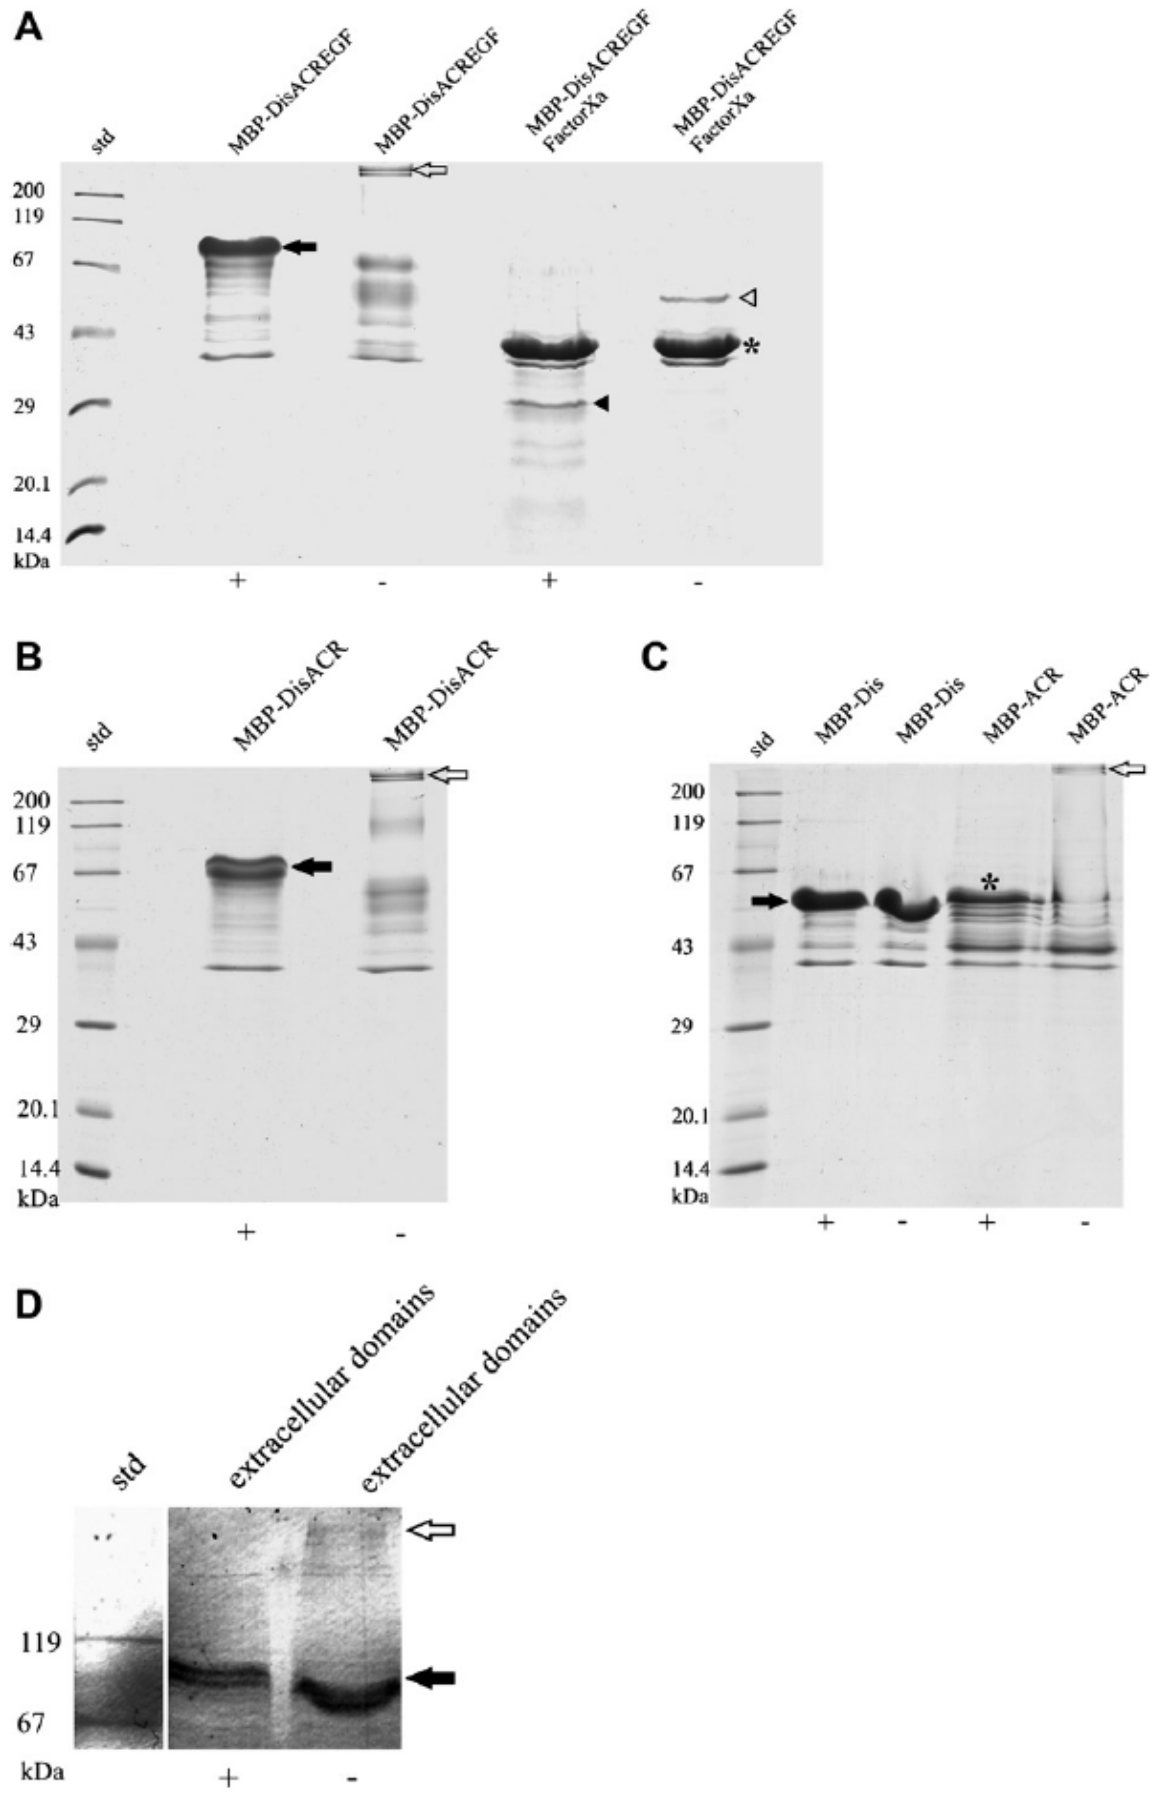 A
std
MBP-DisACREGF
MBP-DisACREGF
MBP-DisACREGF
FactorXa
MBP-DisACREGF
FactorXa
200
119
67
43
*
29
20.1
14.4
kDa
+ - + -
B
std
MBP-DisACR
MBP-DisACR
200
119
67
43
29
20.1
14.4
kDa
+ -
C
std
MBP-Dis
MBP-Dis
MBP-ACR
MBP-ACR
200
119
67
*
43
29
20.1
14.4
kDa
+ - + -
D
std
extracellular domains
extracellular domains
119
67
kDa
+ -